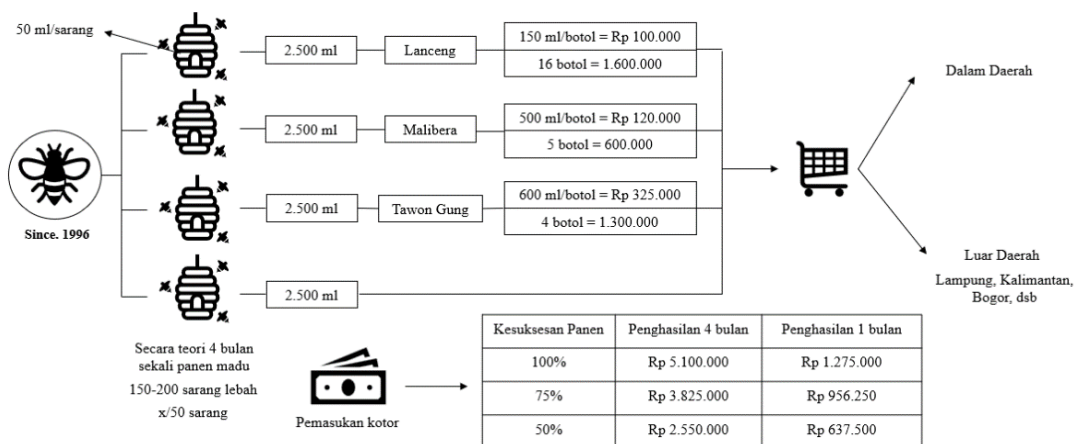 50 ml/sarang
Since. 1996
2.500 ml
Lanceng
150 ml/botol = Rp 100.000
16 botol = 1.600.000
2.500 ml
Malibera
500 ml/botol = Rp 120.000
5 botol = 600.000
2.500 ml
Tawon Gung
600 ml/botol = Rp 325.000
4 botol = 1.300.000
2.500 ml
Dalam Daerah
Luar Daerah
Lampung, Kalimantan,
Bogor, dsb
Secara teori 4 bulan
sekali panen madu
150-200 sarang lebah
x/50 sarang
Pemasukan kotor
Kesuksesan Panen Penghasilan 4 bulan Penghasilan 1 bulan
100% Rp 5.100.000 Rp 1.275.000
75% Rp 3.825.000 Rp 956.250
50% Rp 2.550.000 Rp 637.500